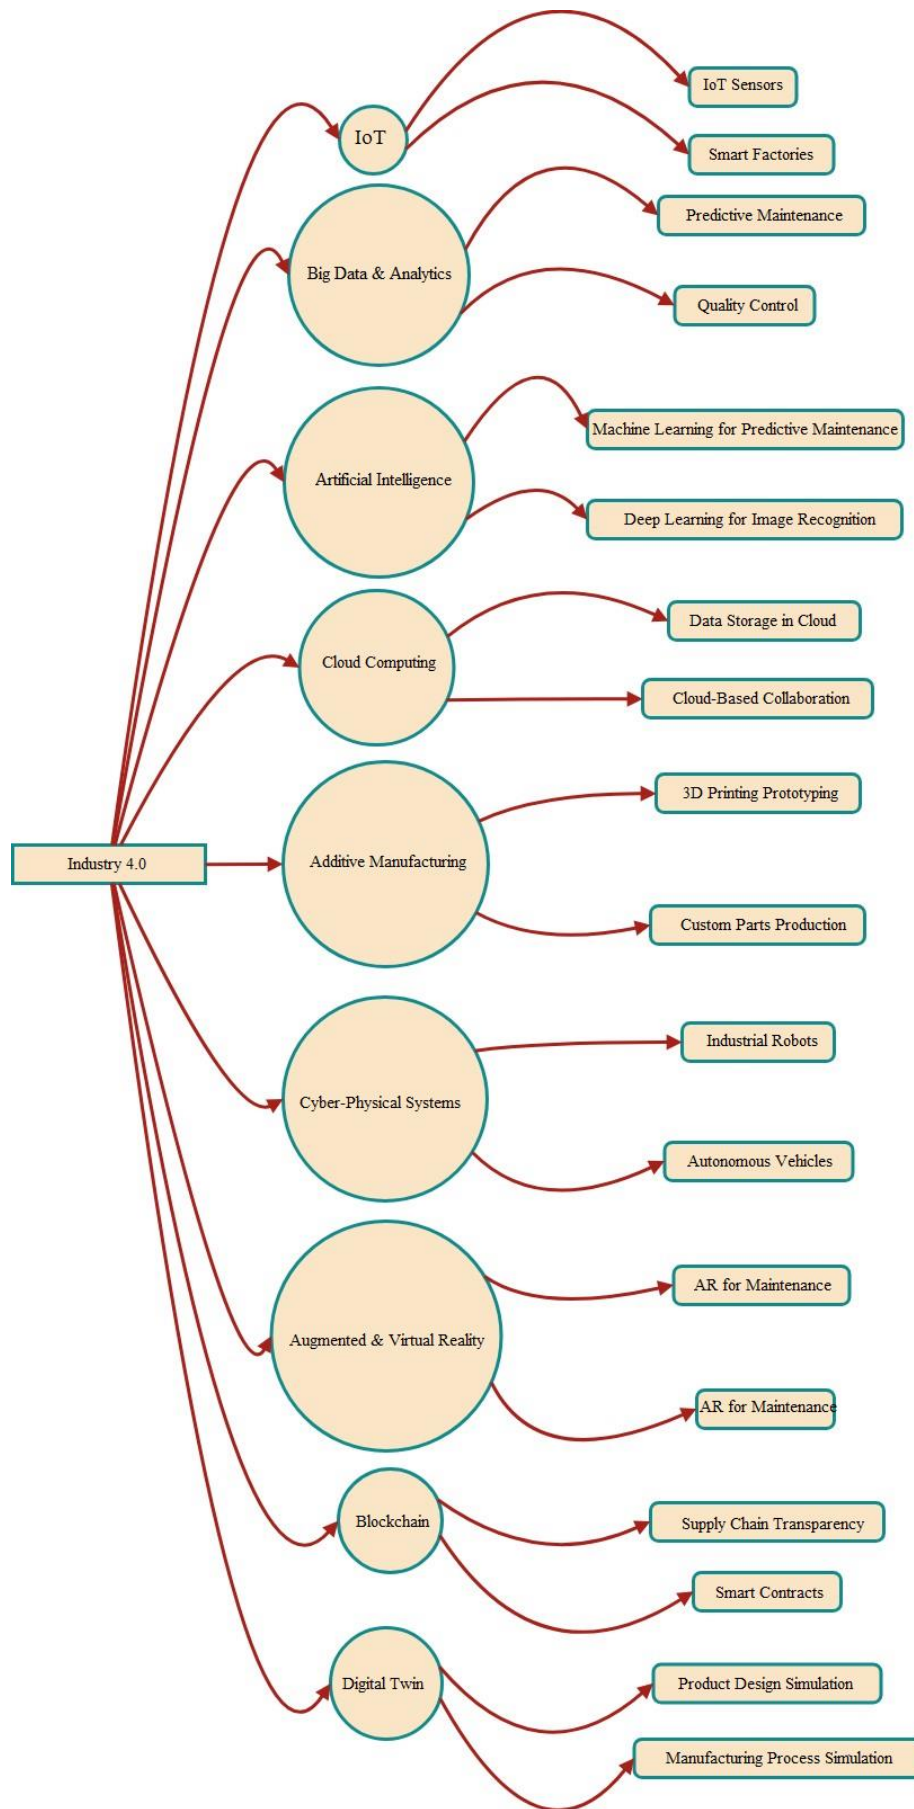 IoT Sensors
IoT
Smart Factories
Predictive Maintenance
Big Data & Analytics
Quality Control
Machine Learning for Predictive Maintenance
Artificial Intelligence
Deep Learning for Image Recognition
Data Storage in Cloud
Cloud Computing
Cloud-Based Collaboration
3D Printing Prototyping
Industry 4.0
Additive Manufacturing
Custom Parts Production
Industrial Robots
Cyber-Physical Systems
Autonomous Vehicles
AR for Maintenance
Augmented & Virtual Reality
AR for Maintenance
Blockchain
Supply Chain Transparency
Smart Contracts
Digital Twin
Product Design Simulation
Manufacturing Process Simulation